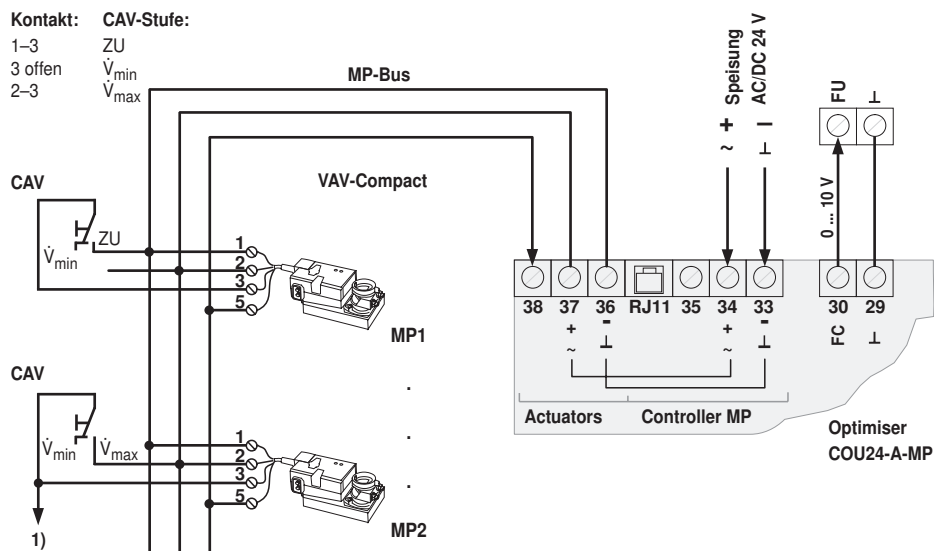 Kontakt: CAV-Stufe:
1–3 ZU
3 offen V̇min
2–3 V̇max
MP-Bus
VAV-Compact
~ + Speisung
⊥ – AC/DC 24 V
FU ⊥
0 ... 10 V
CAV
ZU
V̇min
1
2
3
5
MP1
38 37 36 RJ11 35 34 33 30 29
+ - + -
~ ⊥ ~ ⊥
FC ⊥
Actuators Controller MP
Optimiser
COU24-A-MP
CAV
V̇min V̇max
1
2
3
5
MP2
1)